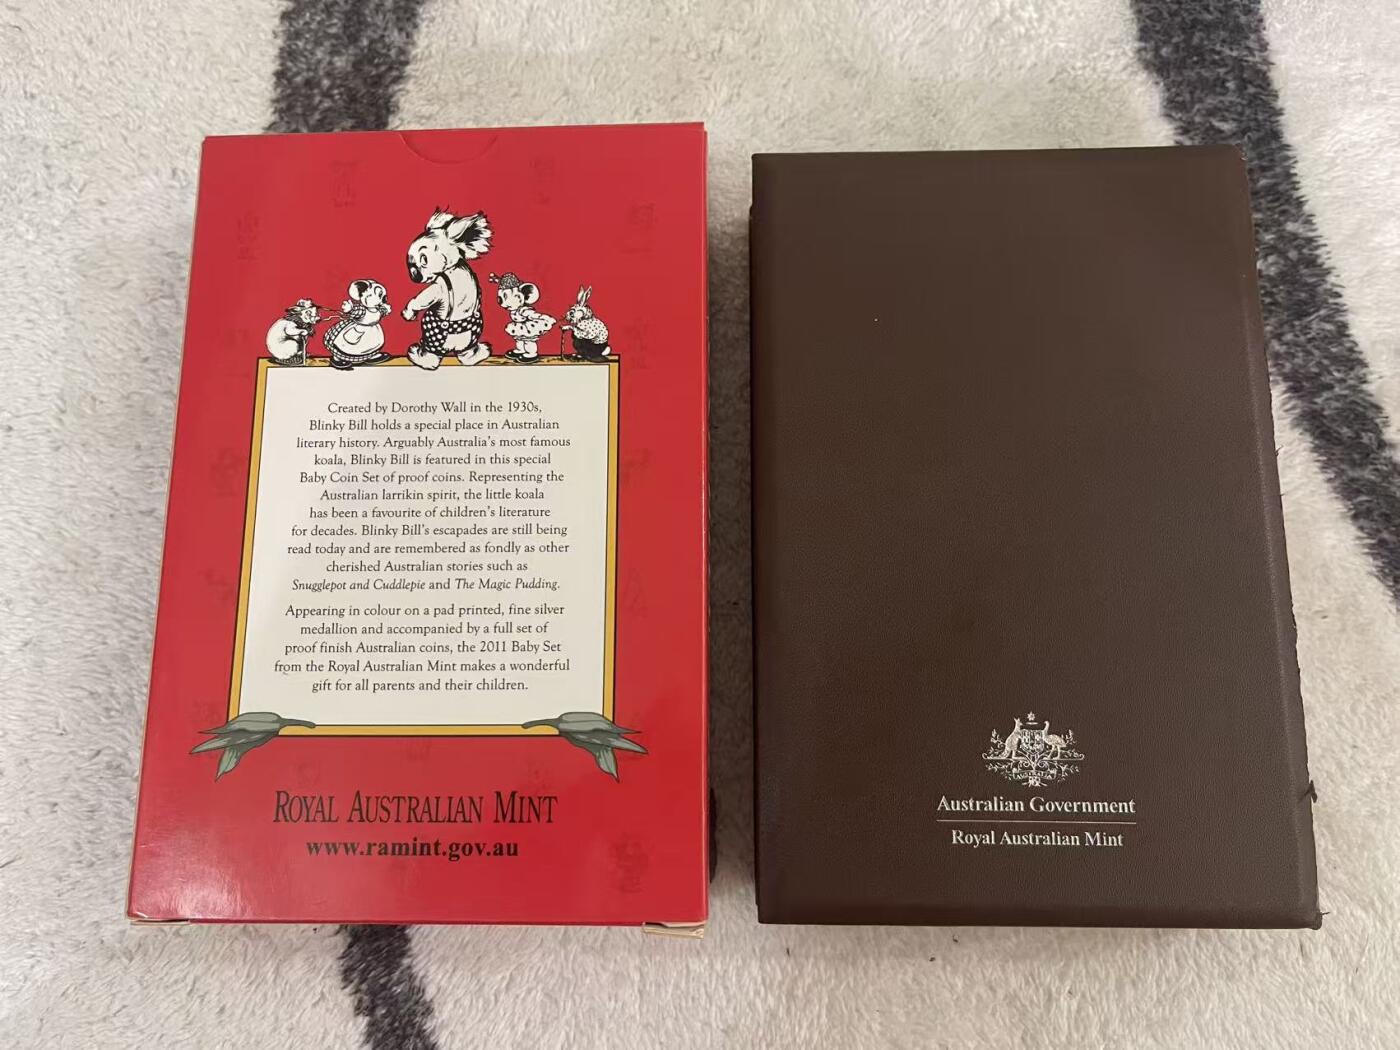 Created by Dorothy Wall in the 1930s,
Blinky Bill holds a special place in Australian
literary history. Arguably Australia's most famous
koala, Blinky Bill is featured in this special
Baby Coin Set of proof coins. Representing the
Australian larrikin spirit, the little koala
has been a favourite of children's literature
for decades. Blinky Bill's escapades are still being
read today and are remembered as fondly as other
cherished Australian stories such as
Snugglepot and Cuddlepie and The Magic Pudding.
Appearing in colour on a pad printed, fine silver
medallion and accompanied by a full set of
proof finish Australian coins, the 2011 Baby Set
from the Royal Australian Mint makes a wonderful
gift for all parents and their children.
ROYAL AUSTRALIAN MINT
www.ramint.gov.au
AUSTRALIA
Australian Government
Royal Australian Mint